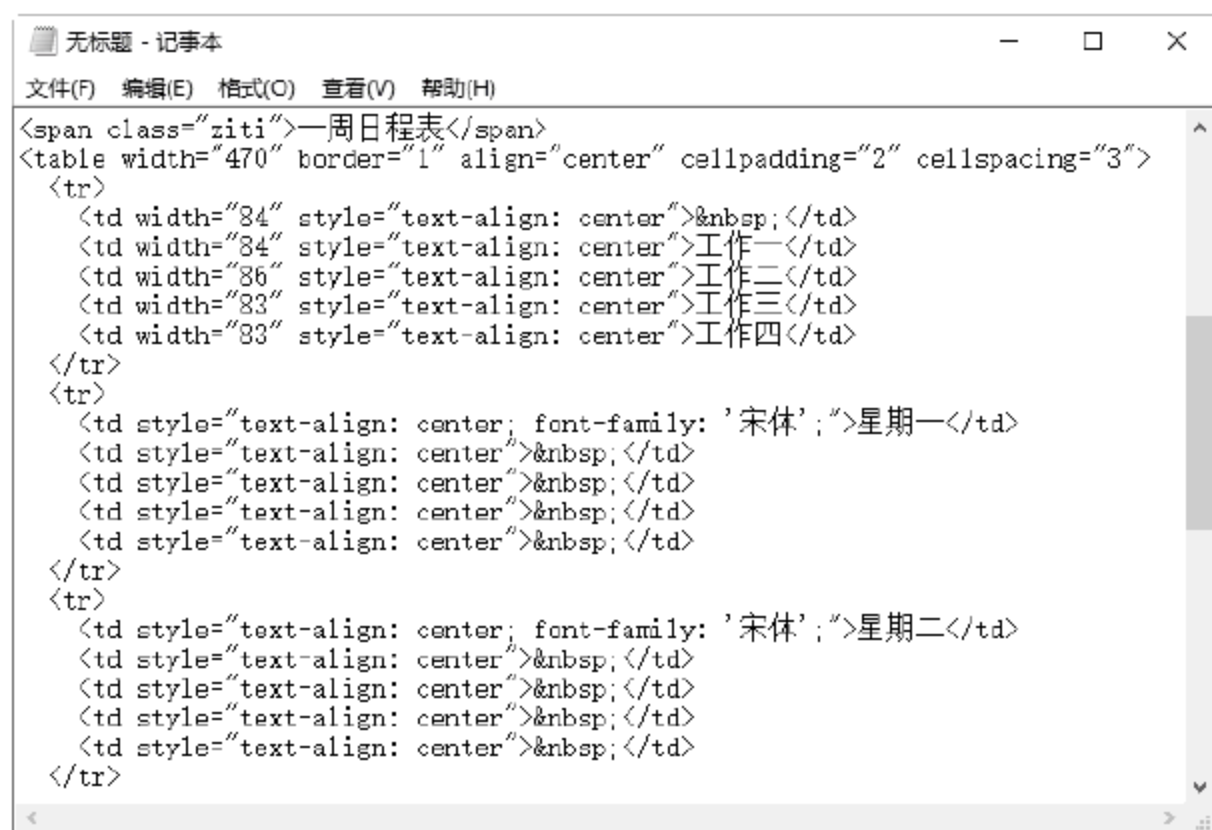 无标题 - 记事本
文件(F) 编辑(E) 格式(O) 查看(V) 帮助(H)
<span class="ziti">一周日程表</span>
<table width="470" border="1" align="center" cellpadding="2" cellspacing="3">
  <tr>
    <td width="84" style="text-align: center">&nbsp;</td>
    <td width="84" style="text-align: center">工作一</td>
    <td width="86" style="text-align: center">工作二</td>
    <td width="83" style="text-align: center">工作三</td>
    <td width="83" style="text-align: center">工作四</td>
  </tr>
  <tr>
    <td style="text-align: center; font-family: '宋体';">星期一</td>
    <td style="text-align: center">&nbsp;</td>
    <td style="text-align: center">&nbsp;</td>
    <td style="text-align: center">&nbsp;</td>
    <td style="text-align: center">&nbsp;</td>
  </tr>
  <tr>
    <td style="text-align: center; font-family: '宋体';">星期二</td>
    <td style="text-align: center">&nbsp;</td>
    <td style="text-align: center">&nbsp;</td>
    <td style="text-align: center">&nbsp;</td>
    <td style="text-align: center">&nbsp;</td>
  </tr>